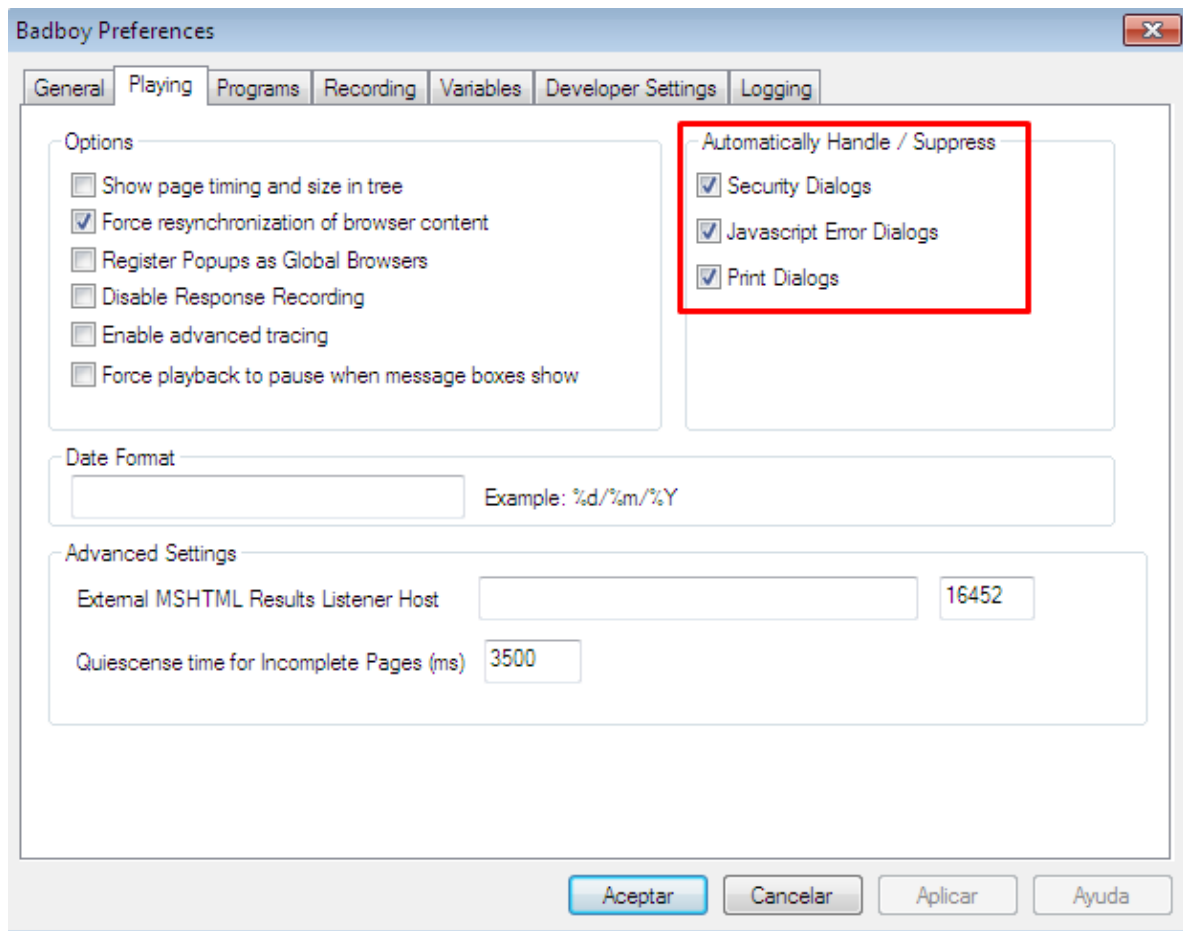 Badboy Preferences
General Playing Programs Recording Variables Developer Settings Logging
Options
Show page timing and size in tree
Force resynchronization of browser content
Register Popups as Global Browsers
Disable Response Recording
Enable advanced tracing
Force playback to pause when message boxes show
Automatically Handle / Suppress
Security Dialogs
Javascript Error Dialogs
Print Dialogs
Date Format
Example: %d/%m/%Y
Advanced Settings
External MSHTML Results Listener Host 16452
Quiescense time for Incomplete Pages (ms) 3500
Aceptar Cancelar Aplicar Ayuda